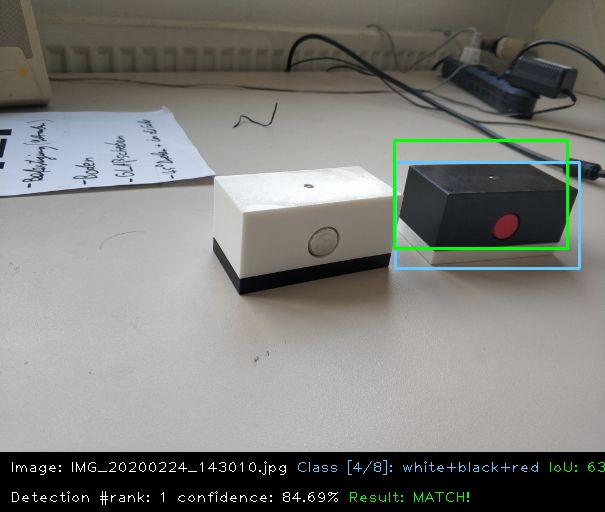 -Boden
Image: IMG_20200224_143010.jpg Class [4/8]: white+black+red IoU: 63
Detection #rank: 1 confidence: 84.69% Result: MATCH!